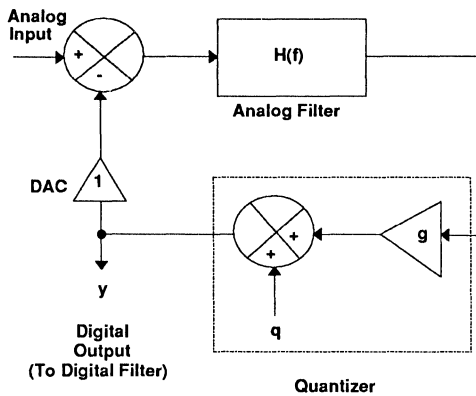 Analog
Input
+
-
H(f)
Analog Filter
DAC
1
+
+
g
y
q
Digital
Output
(To Digital Filter)
Quantizer